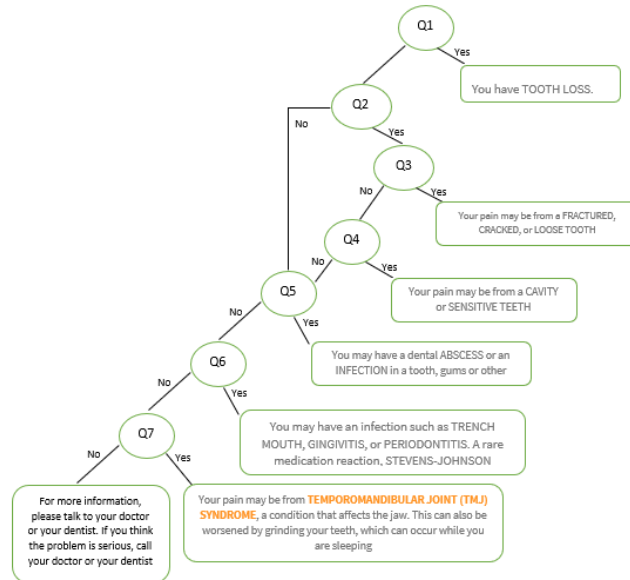 Q1
Yes
You have TOOTH LOSS.
Q2
No
Yes
Q3
No
Yes
Your pain may be from a FRACTURED,
CRACKED, or LOOSE TOOTH
Q4
No
Yes
Your pain may be from a CAVITY
or SENSITIVE TEETH
Q5
No
Yes
You may have a dental ABSCESS or an
INFECTION in a tooth, gums or other
Q6
No
Yes
You may have an infection such as TRENCH
MOUTH, GINGIVITIS, or PERIODONTITIS. A rare
medication reaction, STEVENS-JOHNSON
Q7
No
Yes
For more information,
please talk to your doctor
or your dentist. If you think
the problem is serious, call
your doctor or your dentist
Your pain may be from TEMPOROMANDIBULAR JOINT (TMJ)
SYNDROME, a condition that affects the jaw. This can also be
worsened by grinding your teeth, which can occur while you
are sleeping